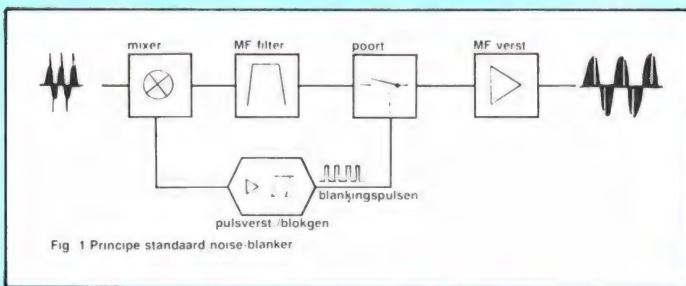 mixer
MF filter
poort
MF verst
blankingspulsen
pulsverst./blokgen
Fig 1 Principe standaard noise-blanker